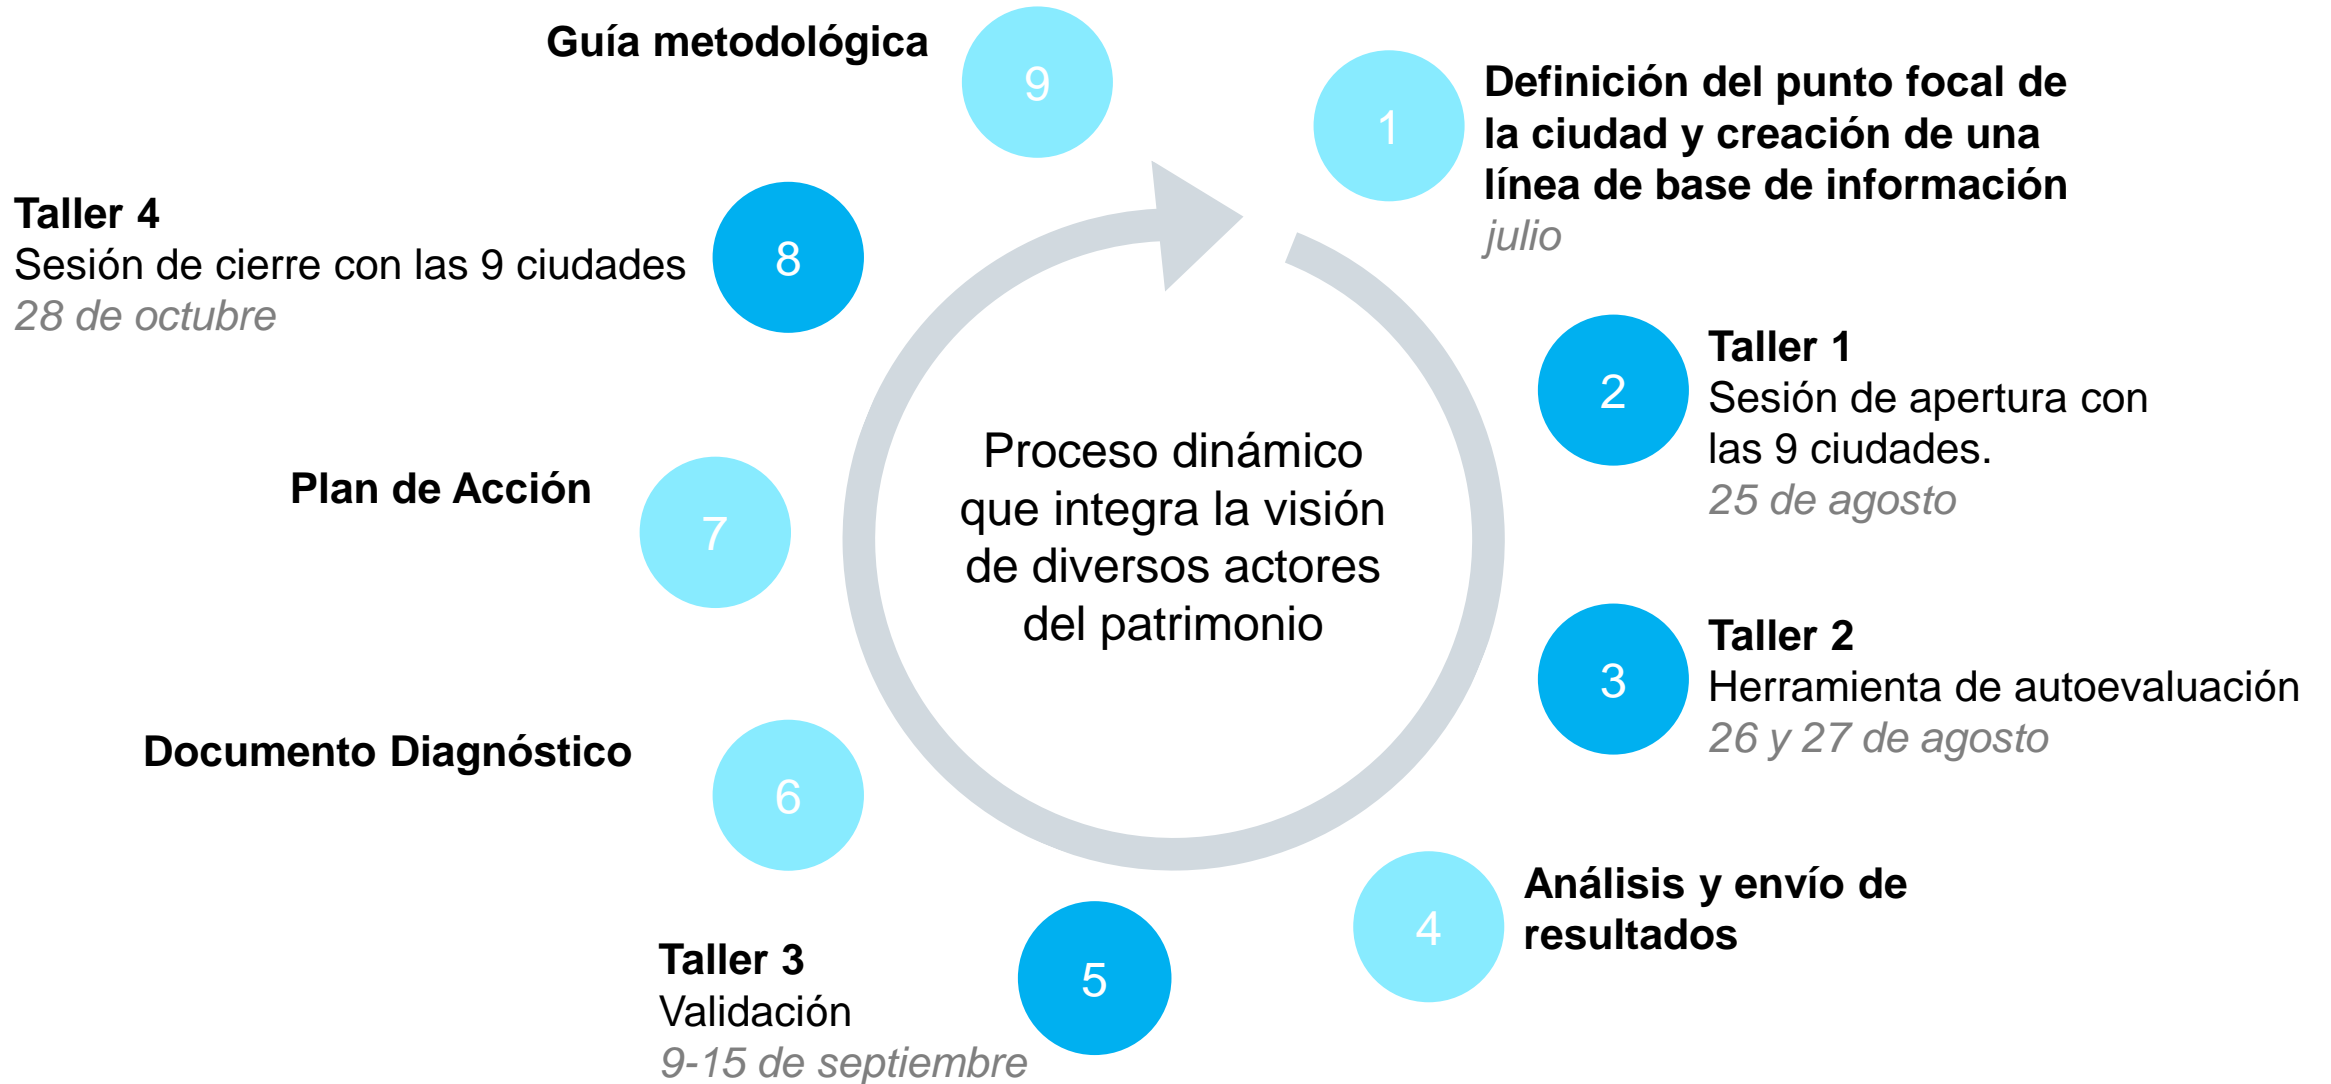 1
Definición del punto focal de
la ciudad y creación de una
línea de base de información
julio
2
Taller 1
Sesión de apertura con
las 9 ciudades.
25 de agosto
3
Taller 2
Herramienta de autoevaluación
26 y 27 de agosto
4
Análisis y envío de
resultados
5
Taller 3
Validación
9-15 de septiembre
6
Documento Diagnóstico
7
Plan de Acción
8
Taller 4
Sesión de cierre con las 9 ciudades
28 de octubre
9
Guía metodológica
Proceso dinámico
que integra la visión
de diversos actores
del patrimonio